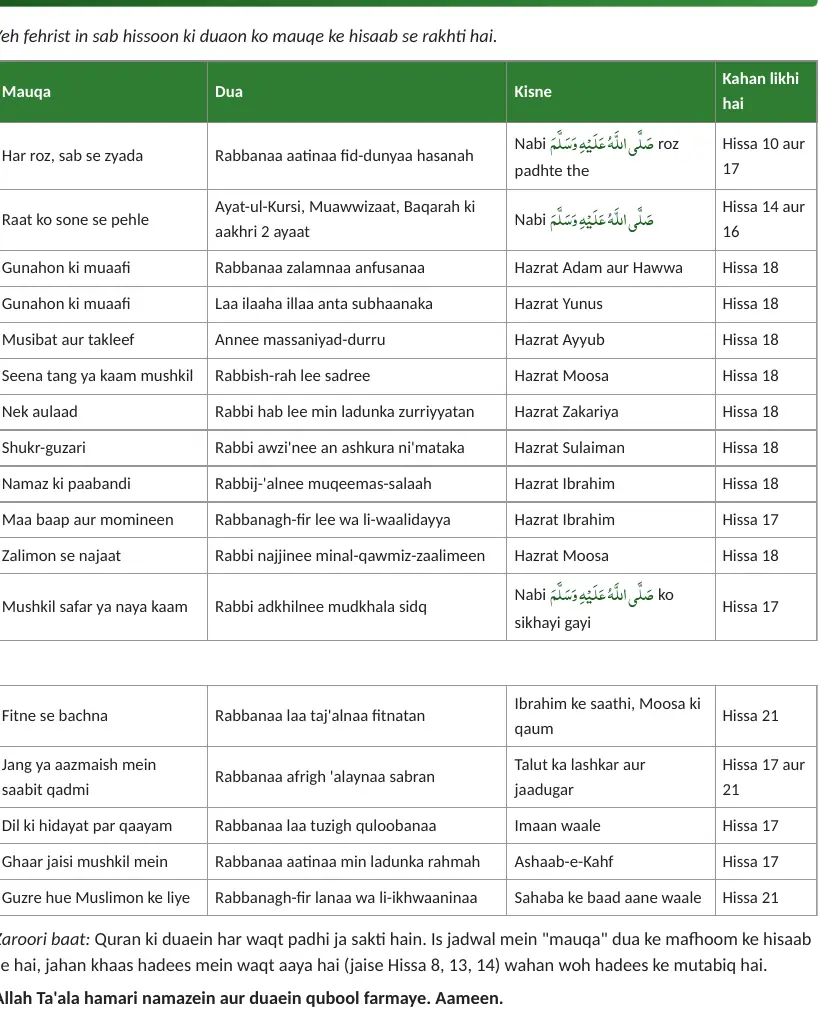 Yeh fehrist in sab hissoon ki duaon ko mauqe ke hisaab se rakhti hai.
Mauqa Dua Kisne Kahan likhi hai
Har roz, sab se zyada Rabbanaa aatinaa fid-dunyaa hasanah Nabi صَلَّى اللَّهُ عَلَيْهِ وَسَلَّمَ roz padhte the Hissa 10 aur 17
Raat ko sone se pehle Ayat-ul-Kursi, Muawwizaat, Baqarah ki aakhri 2 ayaat Nabi صَلَّى اللَّهُ عَلَيْهِ وَسَلَّمَ Hissa 14 aur 16
Gunahon ki muaafi Rabbanaa zalamnaa anfusanaa Hazrat Adam aur Hawwa Hissa 18
Gunahon ki muaafi Laa ilaaha illaa anta subhaanaka Hazrat Yunus Hissa 18
Musibat aur takleef Annee massaniyad-durru Hazrat Ayyub Hissa 18
Seena tang ya kaam mushkil Rabbish-rah lee sadree Hazrat Moosa Hissa 18
Nek aulaad Rabbi hab lee min ladunka zurriyyatan Hazrat Zakariya Hissa 18
Shukr-guzari Rabbi awzi'nee an ashkura ni'mataka Hazrat Sulaiman Hissa 18
Namaz ki paabandi Rabbij-'alnee muqeemas-salaah Hazrat Ibrahim Hissa 18
Maa baap aur momineen Rabbanagh-fir lee wa li-waalidayya Hazrat Ibrahim Hissa 17
Zalimon se najaat Rabbi najjinee minal-qawmiz-zaalimeen Hazrat Moosa Hissa 18
Mushkil safar ya naya kaam Rabbi adkhilnee mudkhala sidq Nabi صَلَّى اللَّهُ عَلَيْهِ وَسَلَّمَ ko sikhayi gayi Hissa 17
Fitne se bachna Rabbanaa laa taj'alnaa fitnatan Ibrahim ke saathi, Moosa ki qaum Hissa 21
Jang ya aazmaish mein saabit qadmi Rabbanaa afrigh 'alaynaa sabran Talut ka lashkar aur jaadugar Hissa 17 aur 21
Dil ki hidayat par qaayam Rabbanaa laa tuzigh quloobanaa Imaan waale Hissa 17
Ghaar jaisi mushkil mein Rabbanaa aatinaa min ladunka rahmah Ashaab-e-Kahf Hissa 17
Guzre hue Muslimon ke liye Rabbanagh-fir lanaa wa li-ikhwaaninaa Sahaba ke baad aane waale Hissa 21
Zaroori baat: Quran ki duaein har waqt padhi ja sakti hain. Is jadwal mein "mauqa" dua ke mafhoom ke hisaab
se hai, jahan khaas hadees mein waqt aaya hai (jaise Hissa 8, 13, 14) wahan woh hadees ke mutabiq hai.
Allah Ta'ala hamari namazein aur duaein qubool farmaye. Aameen.